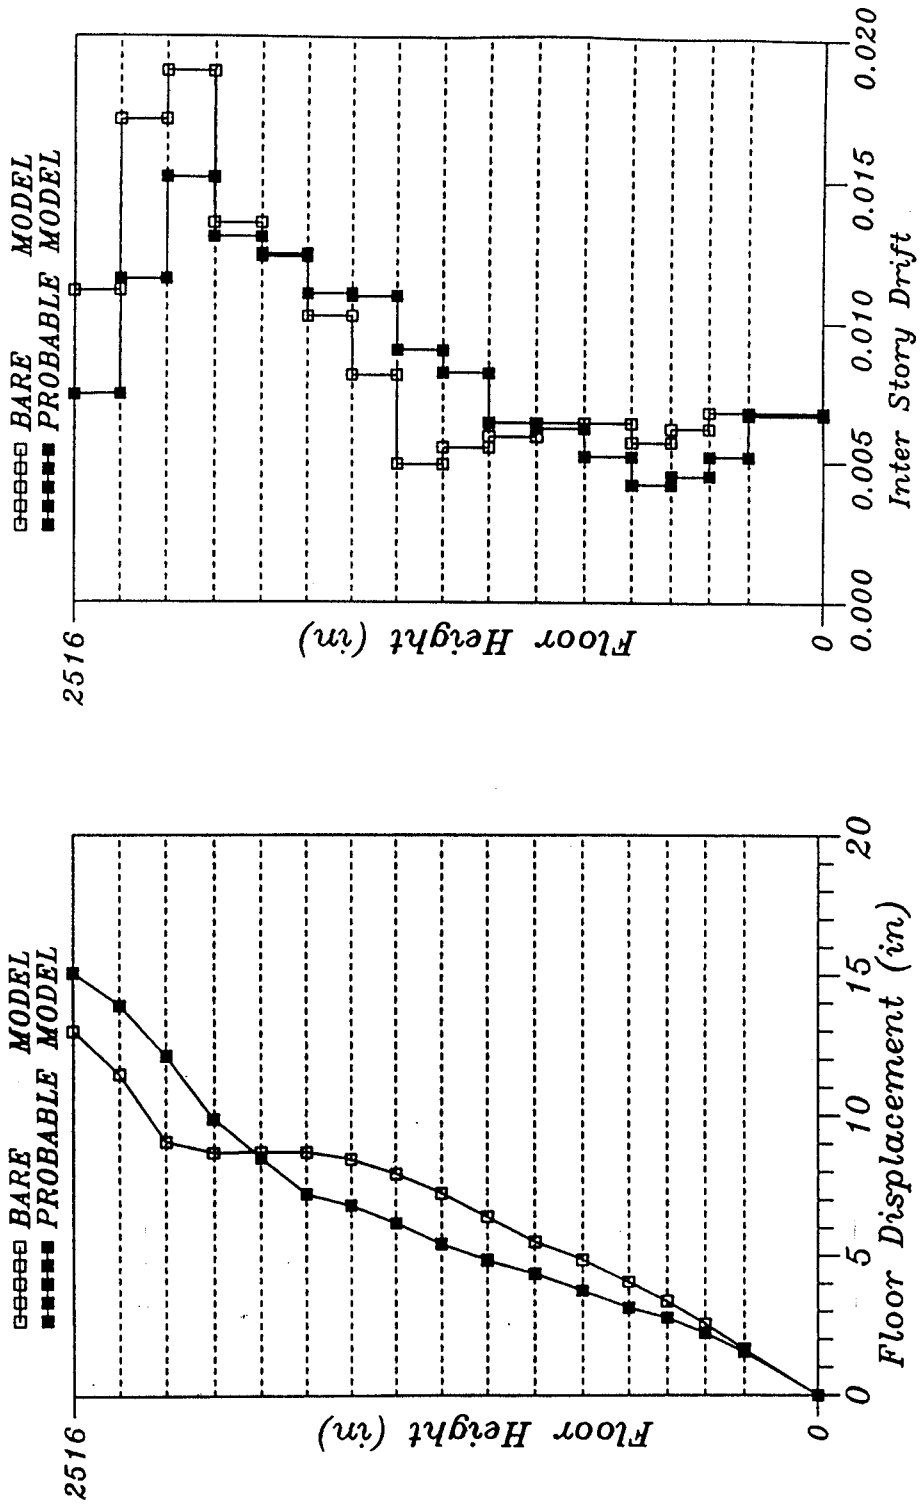 BARE MODEL
PROBABLE MODEL
2516
Floor Height (in)
0
0 5 10 15 20
Floor Displacement (in)
BARE MODEL
PROBABLE MODEL
2516
Floor Height (in)
0
0.000 0.005 0.010 0.015 0.020
Inter Story Drift